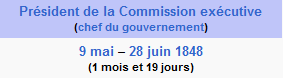 Président de la Commission exécutive
(chef du gouvernement)
9 mai – 28 juin 1848
(1 mois et 19 jours)